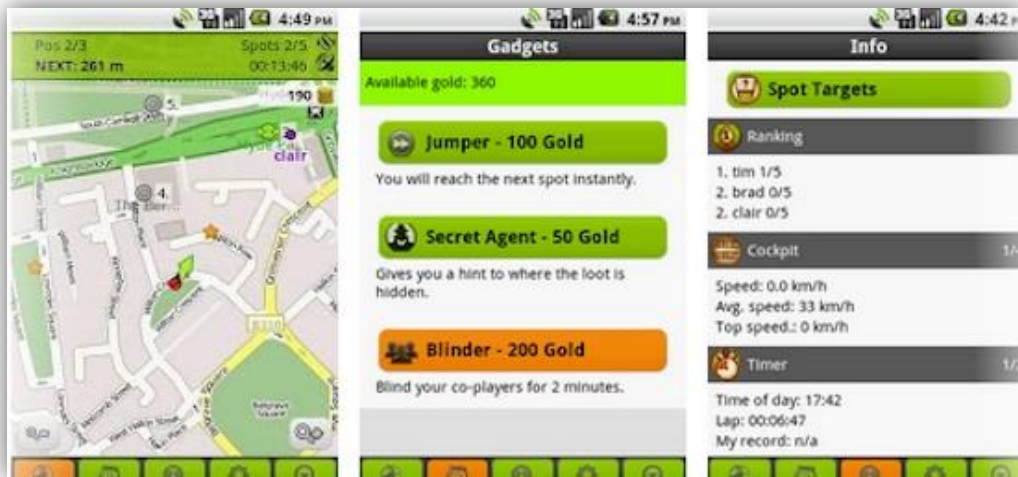 4:49 PM
Pos 2/3
Spots 2/5
NEXT: 261 m
00:13:46
190
5.
clair
4.
The Ber...
B310
Belgrave
Square
4:57 PM
Gadgets
Available gold: 360
Jumper - 100 Gold
You will reach the next spot instantly.
Secret Agent - 50 Gold
Gives you a hint to where the loot is
hidden.
Blinder - 200 Gold
Blind your co-players for 2 minutes.
4:42 P
Info
Spot Targets
Ranking
1. tim 1/5
2. brad 0/5
2. clair 0/5
Cockpit
Speed: 0.0 km/h
Avg. speed: 33 km/h
Top speed.: 0 km/h
Timer
Time of day: 17:42
Lap: 00:06:47
My record: n/a